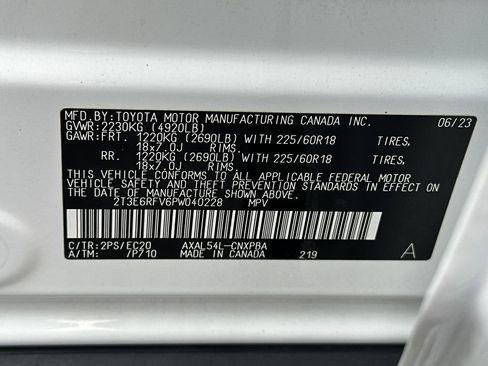 MFD.BY:TOYOTA MOTOR MANUFACTURING CANADA INC. 06/23
GVWR:2230KG (4920LB)
GAWR:FRT. 1220KG (2690LB) WITH 225/60R18 TIRES,
18x7.0J RIMS,
RR. 1220KG (2690LB) WITH 225/60R18 TIRES,
18x7.0J RIMS.
THIS VEHICLE CONFORMS TO ALL APPLICABLE FEDERAL MOTOR
VEHICLE SAFETY AND THEFT PREVENTION STANDARDS IN EFFECT
ON THE DATE OF MANUFACTURE SHOWN ABOVE.
2T3E6RFV6PW040228 MPV
C/TR:2PS/EC20 AXAL54L-CNXPBA A
A/TM: /P710 MADE IN CANADA 219